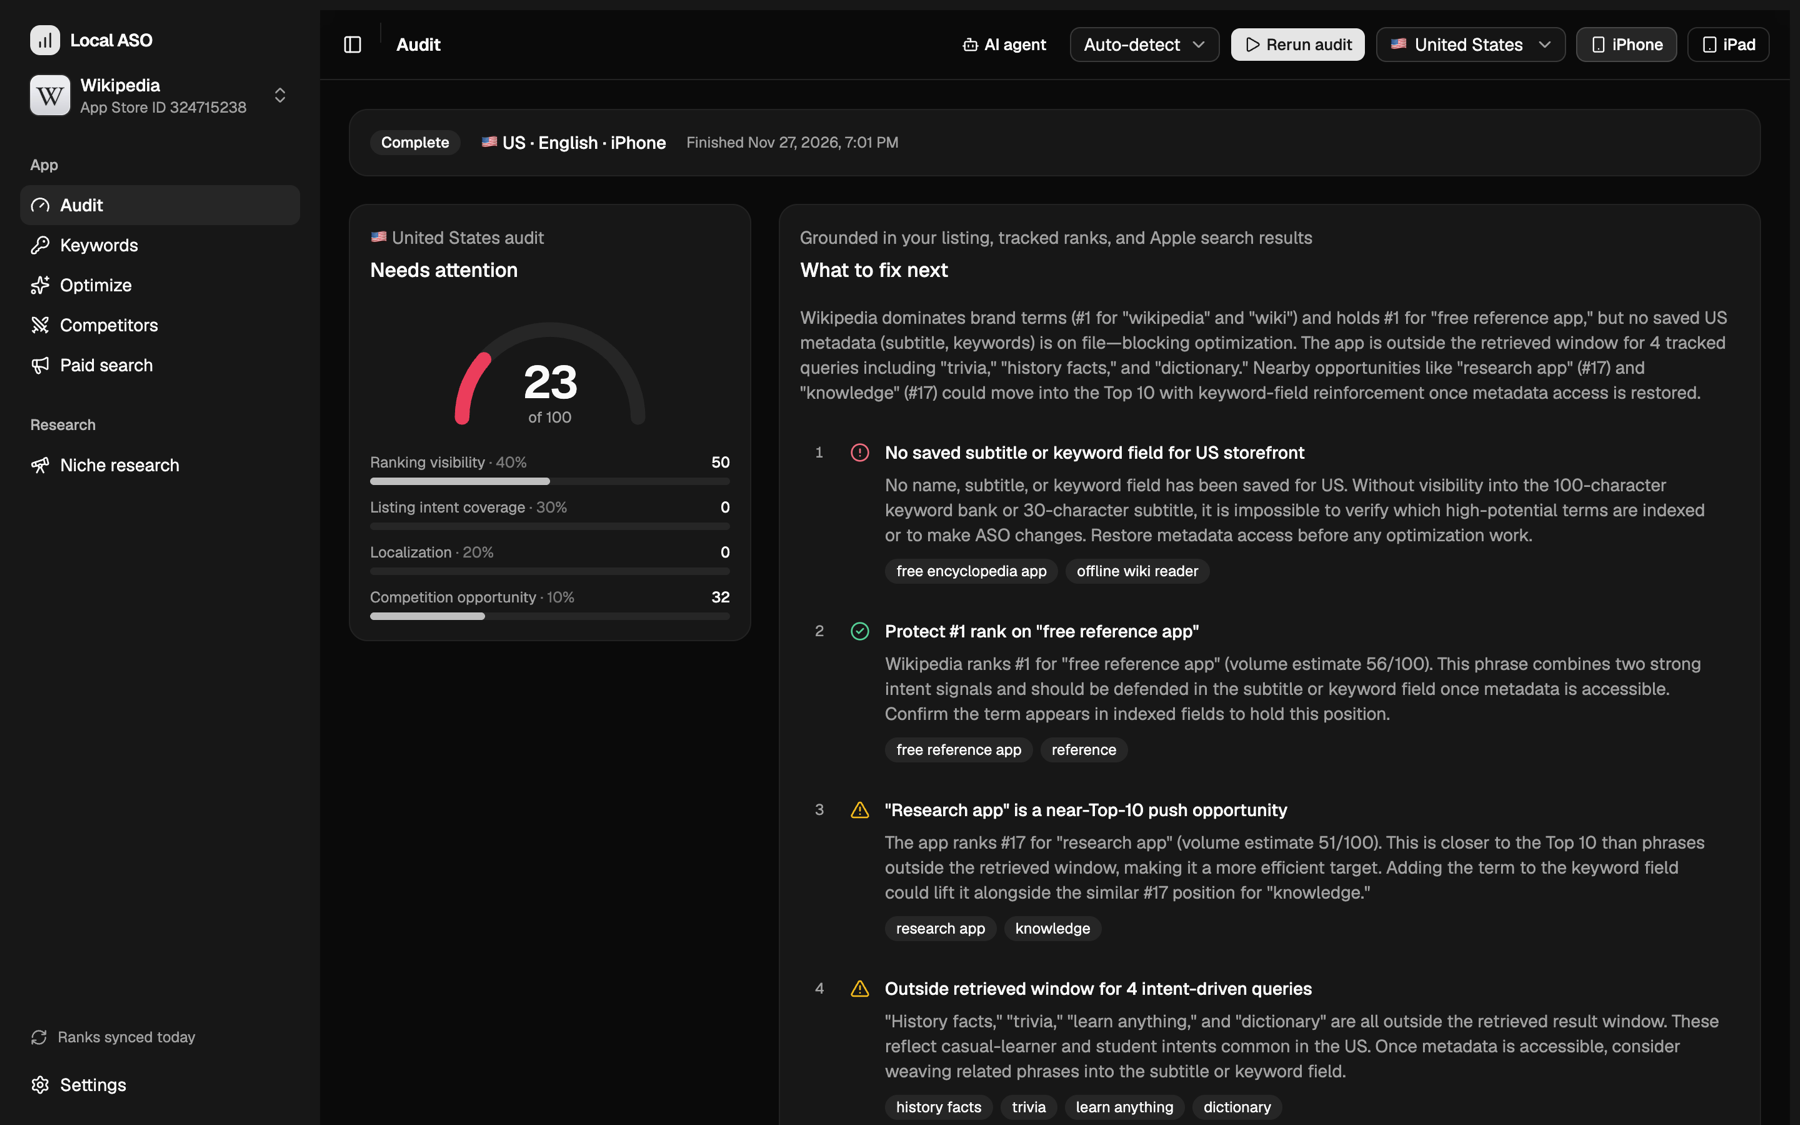 Local ASO
Wikipedia
App Store ID 324715238
App
Audit
Keywords
Optimize
Competitors
Paid search
Research
Niche research
Ranks synced today
Settings
Audit
AI agent
Auto-detect
Rerun audit
United States
iPhone
iPad
Complete
US · English · iPhone
Finished Nov 27, 2026, 7:01 PM
United States audit
Needs attention
23
of 100
Ranking visibility · 40% 50
Listing intent coverage · 30% 0
Localization · 20% 0
Competition opportunity · 10% 32
Grounded in your listing, tracked ranks, and Apple search results
What to fix next
Wikipedia dominates brand terms (#1 for "wikipedia" and "wiki") and holds #1 for "free reference app," but no saved US
metadata (subtitle, keywords) is on file—blocking optimization. The app is outside the retrieved window for 4 tracked
queries including "trivia," "history facts," and "dictionary." Nearby opportunities like "research app" (#17) and
"knowledge" (#17) could move into the Top 10 with keyword-field reinforcement once metadata access is restored.
1 No saved subtitle or keyword field for US storefront
No name, subtitle, or keyword field has been saved for US. Without visibility into the 100-character
keyword bank or 30-character subtitle, it is impossible to verify which high-potential terms are indexed
or to make ASO changes. Restore metadata access before any optimization work.
free encyclopedia app offline wiki reader
2 Protect #1 rank on "free reference app"
Wikipedia ranks #1 for "free reference app" (volume estimate 56/100). This phrase combines two strong
intent signals and should be defended in the subtitle or keyword field once metadata is accessible.
Confirm the term appears in indexed fields to hold this position.
free reference app reference
3 "Research app" is a near-Top-10 push opportunity
The app ranks #17 for "research app" (volume estimate 51/100). This is closer to the Top 10 than phrases
outside the retrieved window, making it a more efficient target. Adding the term to the keyword field
could lift it alongside the similar #17 position for "knowledge."
research app knowledge
4 Outside retrieved window for 4 intent-driven queries
"History facts," "trivia," "learn anything," and "dictionary" are all outside the retrieved result window. These
reflect casual-learner and student intents common in the US. Once metadata is accessible, consider
weaving related phrases into the subtitle or keyword field.
history facts trivia learn anything dictionary